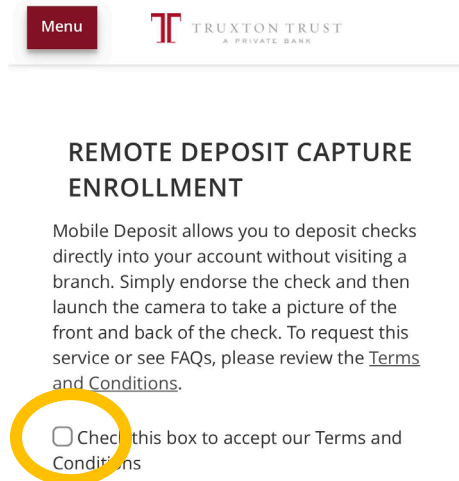 Menu
TRUXTON TRUST
A PRIVATE BANK
REMOTE DEPOSIT CAPTURE
ENROLLMENT
Mobile Deposit allows you to deposit checks
directly into your account without visiting a
branch. Simply endorse the check and then
launch the camera to take a picture of the
front and back of the check. To request this
service or see FAQs, please review the Terms
and Conditions.
Check this box to accept our Terms and
Conditions